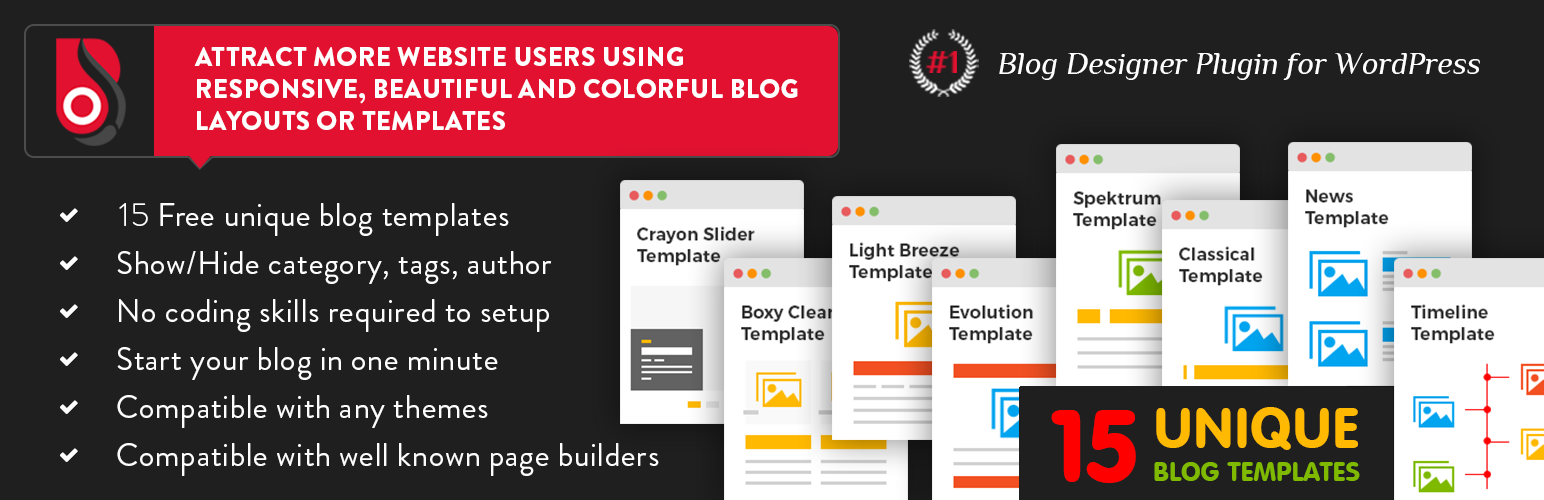 ATTRACT MORE WEBSITE USERS USING
RESPONSIVE, BEAUTIFUL AND COLORFUL BLOG
LAYOUTS OR TEMPLATES
#1
Blog Designer Plugin for WordPress
15 Free unique blog templates
Show/Hide category, tags, author
No coding skills required to setup
Start your blog in one minute
Compatible with any themes
Compatible with well known page builders
Crayon Slider
Template
Boxy Clean
Template
Light Breeze
Template
Evolution
Template
Spektrum
Template
Classical
Template
News
Template
Timeline
Template
15 UNIQUE
BLOG TEMPLATES